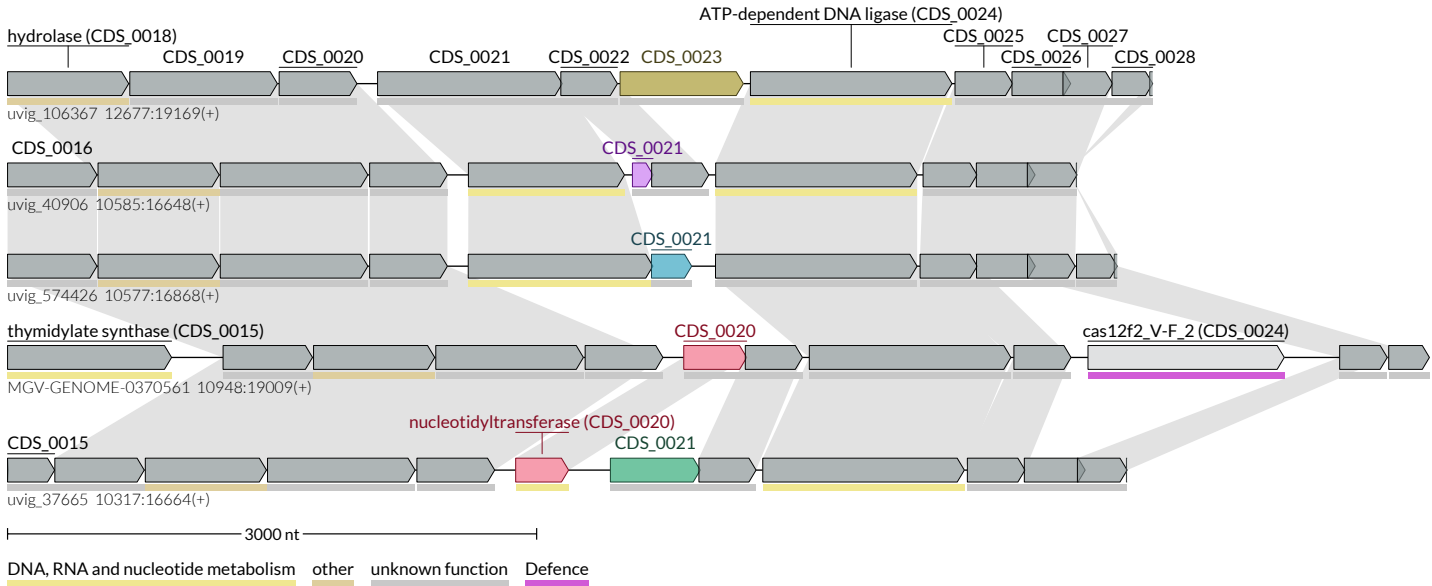 ATP-dependent DNA ligase (CDS_0024)
hydrolase (CDS_0018)
CDS_0025
CDS_0027
CDS_0019
CDS_0020
CDS_0021
CDS_0022
CDS_0023
CDS_0026
CDS_0028
uvig_106367 12677:19169(+)
CDS_0016
CDS_0021
uvig_40906 10585:16648(+)
CDS_0021
uvig_574426 10577:16868(+)
thymidylate synthase (CDS_0015)
CDS_0020
cas12f2_V-F_2 (CDS_0024)
MGV-GENOME-0370561 10948:19009(+)
nucleotidyltransferase (CDS_0020)
CDS_0015
CDS_0021
uvig_37665 10317:16664(+)
3000 nt
DNA, RNA and nucleotide metabolism other unknown function Defence